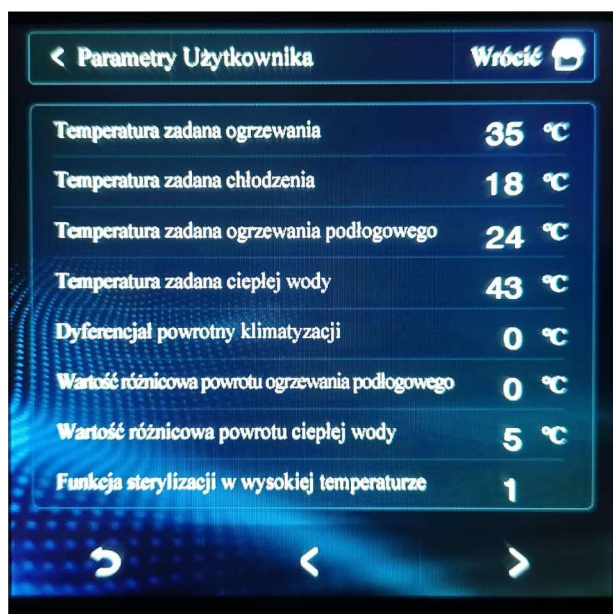 < Parametry Użytkownika Wrócić
Temperatura zadana ogrzewania 35 °C
Temperatura zadana chłodzenia 18 °C
Temperatura zadana ogrzewania podłogowego 24 °C
Temperatura zadana ciepłej wody 43 °C
Dyferencjał powrotny klimatyzacji 0 °C
Wartość różnicowa powrotu ogrzewania podłogowego 0 °C
Wartość różnicowa powrotu ciepłej wody 5 °C
Funkcja sterylizacji w wysokiej temperaturze 1